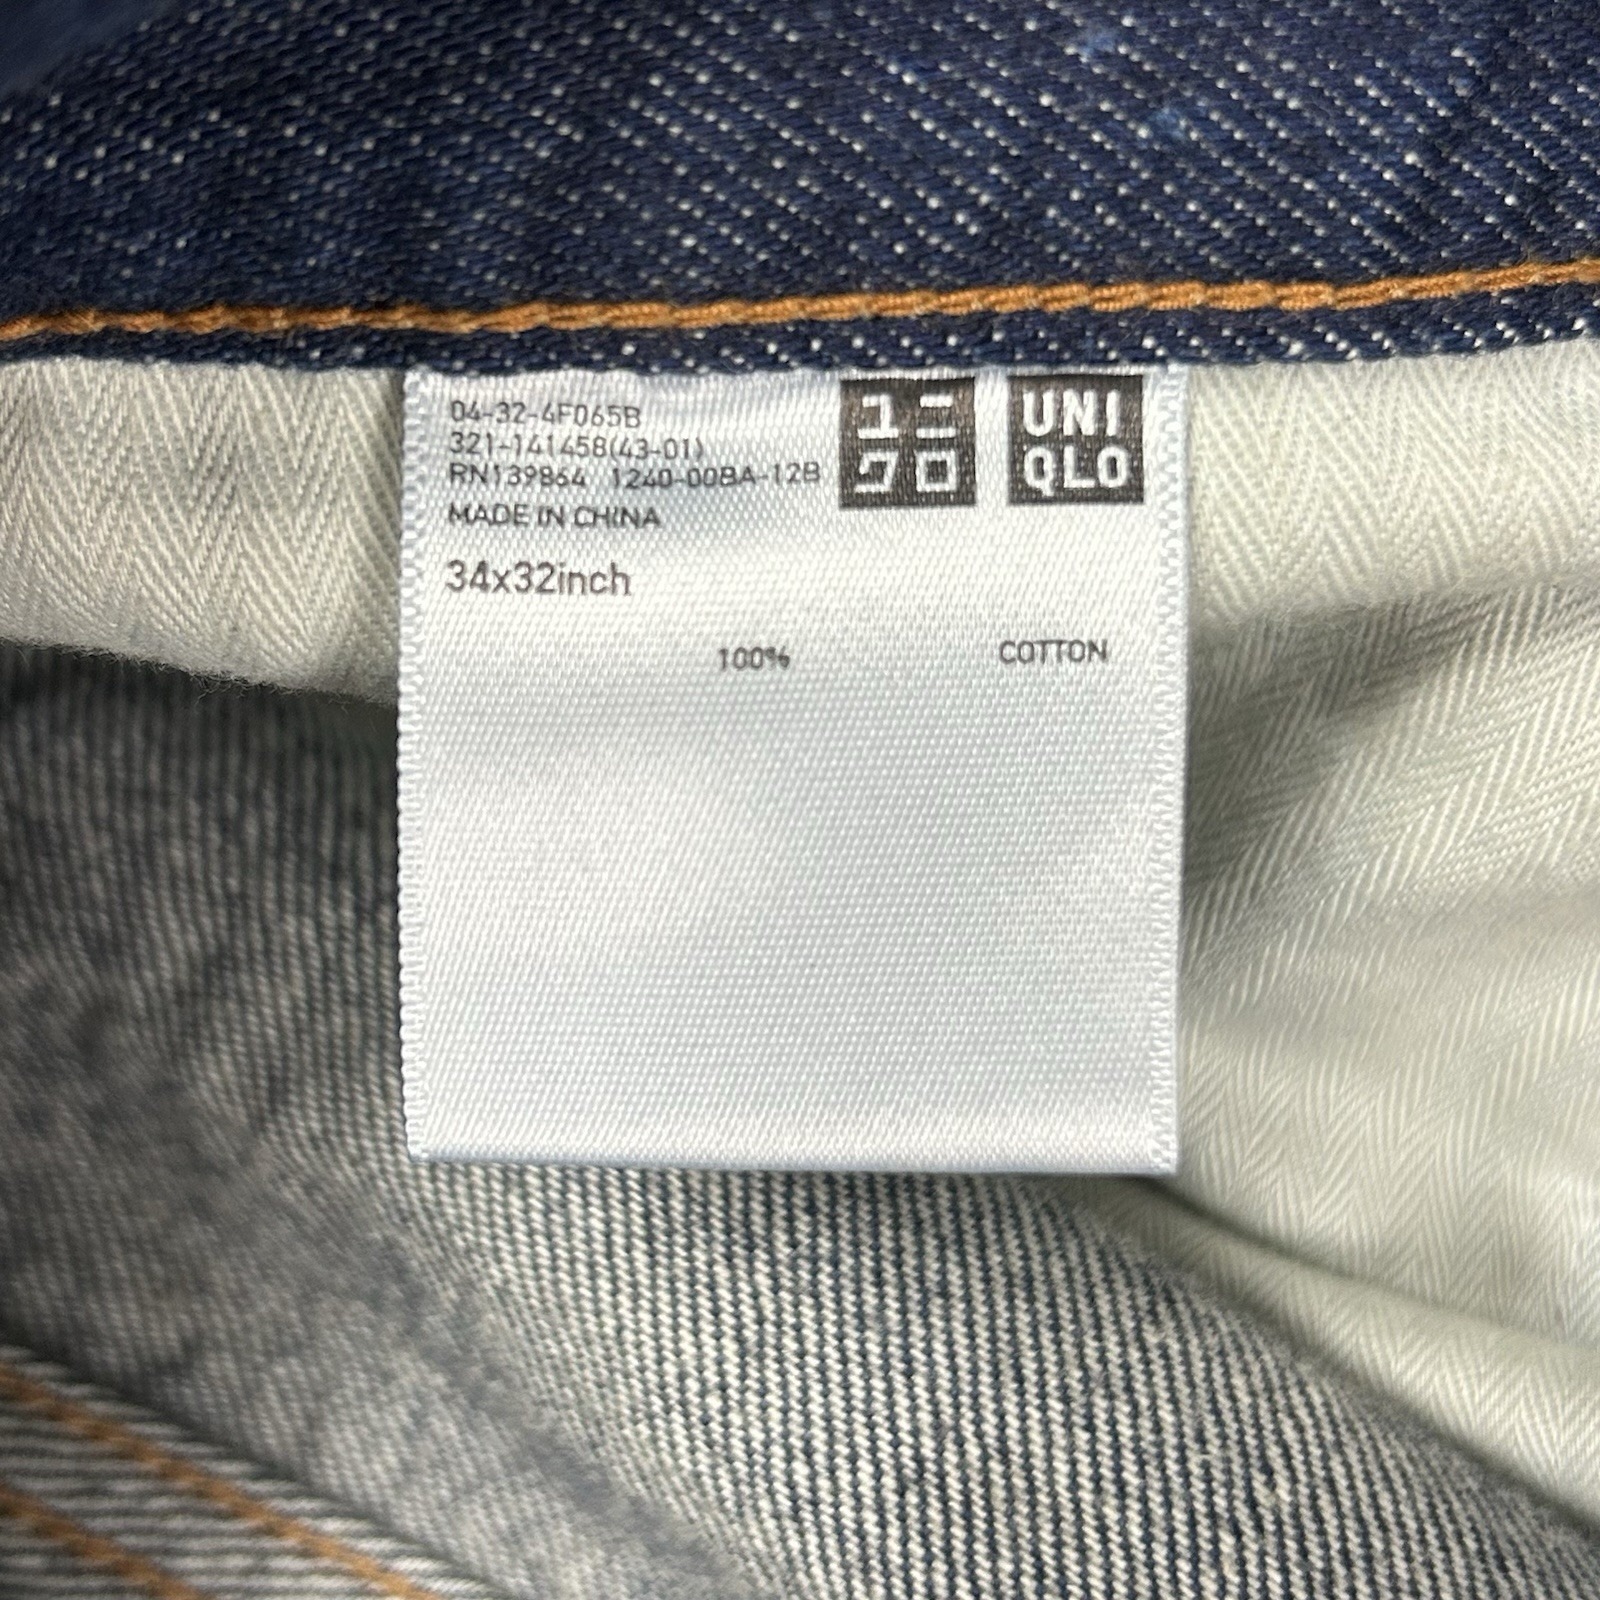 04-32-4F065B
321-141458(43-01)
RN139864 1240-00BA-12B
MADE IN CHINA
ユニ
クロ
UNI
QLO
34x32inch
100% COTTON